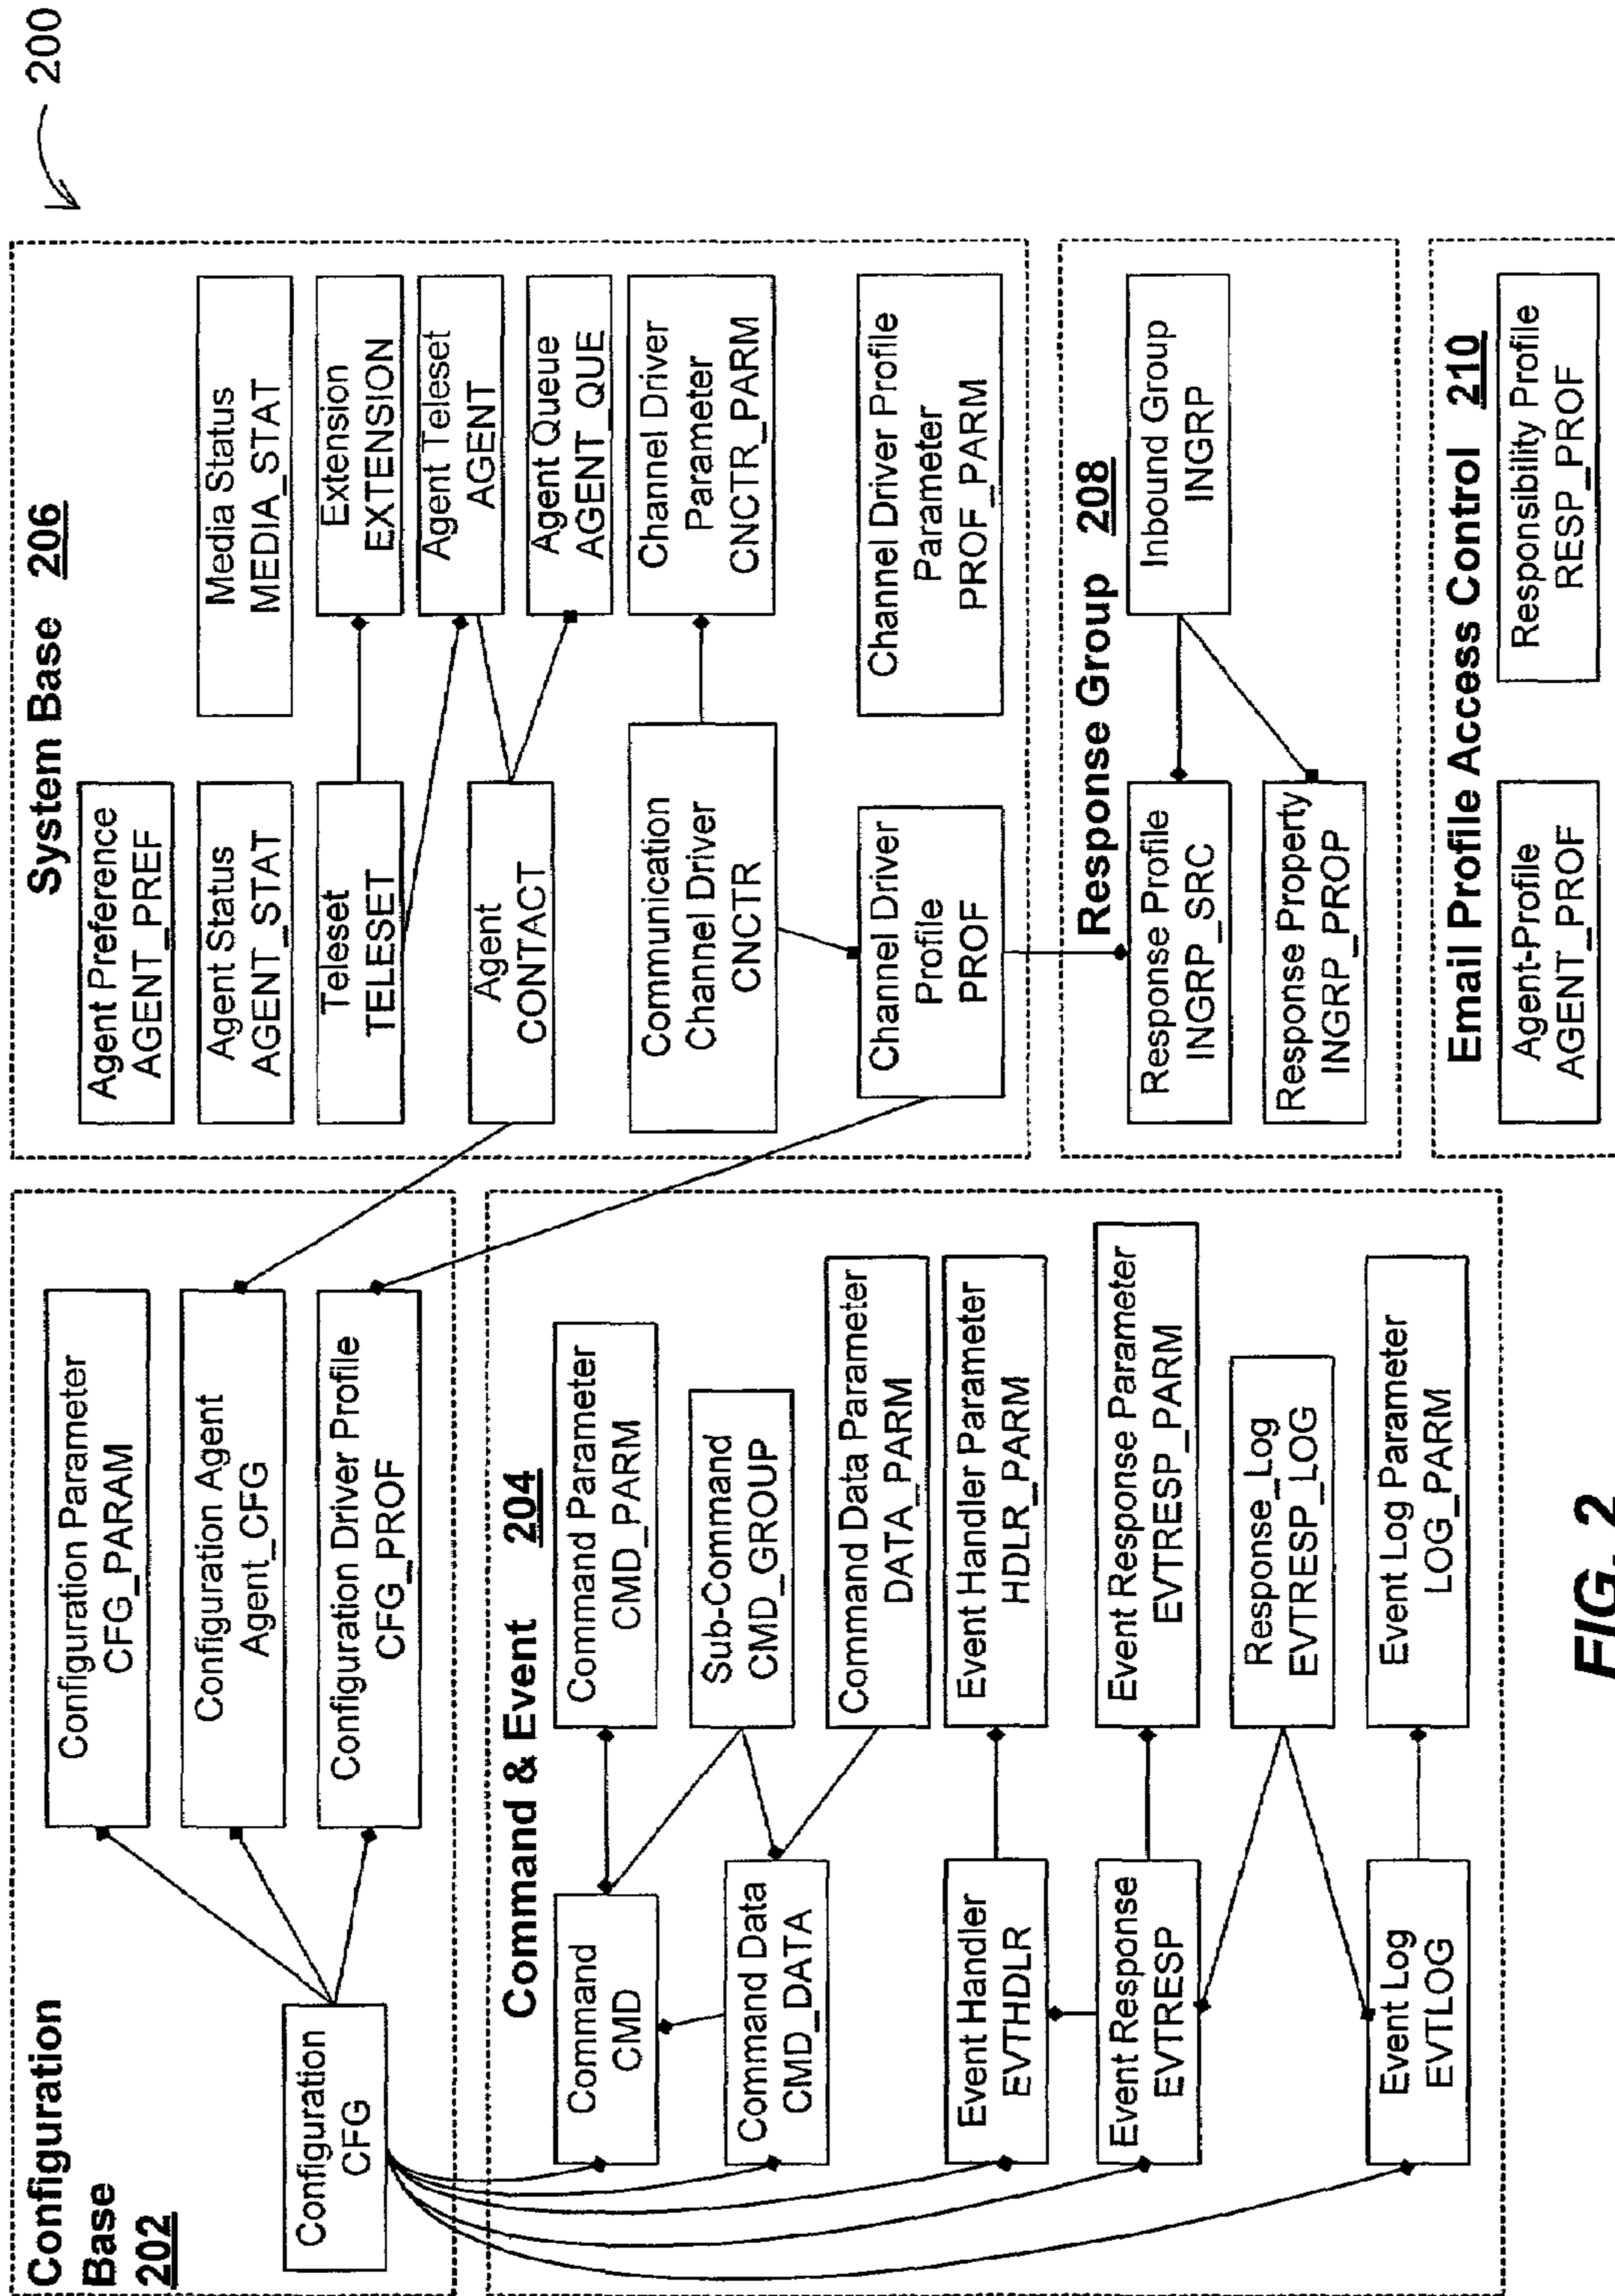 200
Configuration
Base
202
Configuration
CFG
Configuration Parameter
CFG_PARAM
Configuration Agent
Agent_CFG
Configuration Driver Profile
CFG_PROF
Command & Event 204
Command
CMD
Command Parameter
CMD_PARM
Sub-Command
CMD_GROUP
Command Data
CMD_DATA
Command Data Parameter
DATA_PARM
Event Handler
EVTHDLR
Event Handler Parameter
HDLR_PARM
Event Response
EVTRESP
Event Response Parameter
EVTRESP_PARM
Response_Log
EVTRESP_LOG
Event Log
EVTLOG
Event Log Parameter
LOG_PARM
System Base 206
Agent Preference
AGENT_PREF
Agent Status
AGENT_STAT
Media Status
MEDIA_STAT
Teleset
TELESET
Extension
EXTENSION
Agent Teleset
AGENT
Agent
CONTACT
Agent Queue
AGENT_QUE
Communication
Channel Driver
CNCTR
Channel Driver
Parameter
CNCTR_PARM
Channel Driver
Profile
PROF
Channel Driver Profile
Parameter
PROF_PARM
Response Group 208
Response Profile
INGRP_SRC
Inbound Group
INGRP
Response Property
INGRP_PROP
Email Profile Access Control 210
Agent-Profile
AGENT_PROF
Responsibility Profile
RESP_PROF
FIG. 2